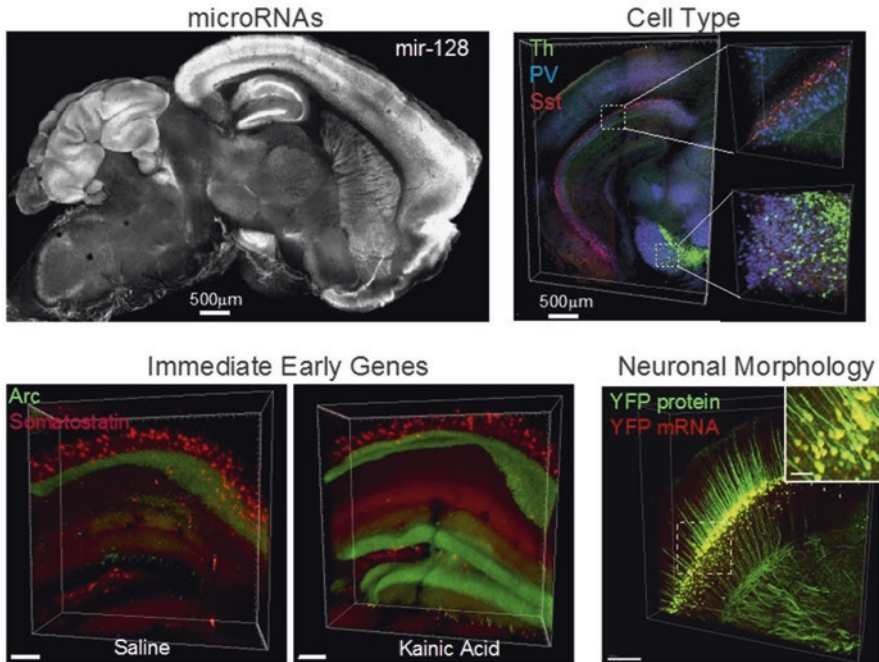 microRNAs
mir-128
500μm
Cell Type
Th
PV
Sst
500μm
Immediate Early Genes
Arc
Somatostatin
Saline
Kainic Acid
Neuronal Morphology
YFP protein
YFP mRNA